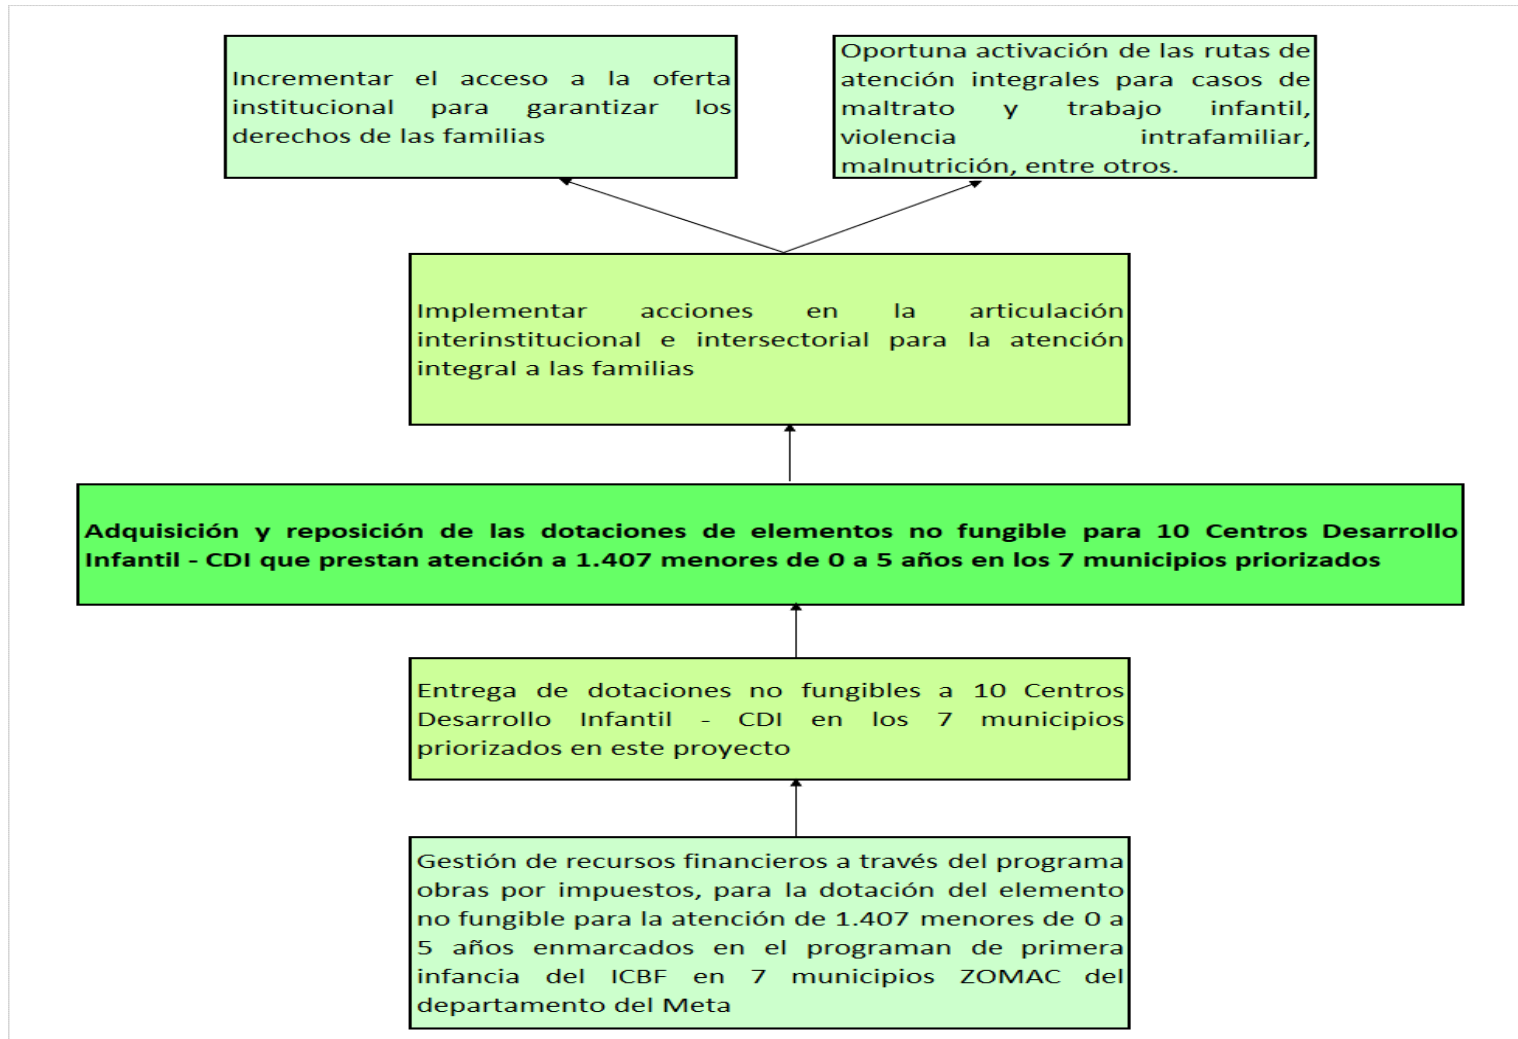 Incrementar el acceso a la oferta
institucional para garantizar los
derechos de las familias
Oportuna activación de las rutas de
atención integrales para casos de
maltrato y trabajo infantil,
violencia intrafamiliar,
malnutrición, entre otros.
Implementar acciones en la articulación
interinstitucional e intersectorial para la atención
integral a las familias
Adquisición y reposición de las dotaciones de elementos no fungible para 10 Centros Desarrollo
Infantil - CDI que prestan atención a 1.407 menores de 0 a 5 años en los 7 municipios priorizados
Entrega de dotaciones no fungibles a 10 Centros
Desarrollo Infantil - CDI en los 7 municipios
priorizados en este proyecto
Gestión de recursos financieros a través del programa
obras por impuestos, para la dotación del elemento
no fungible para la atención de 1.407 menores de 0 a
5 años enmarcados en el programan de primera
infancia del ICBF en 7 municipios ZOMAC del
departamento del Meta